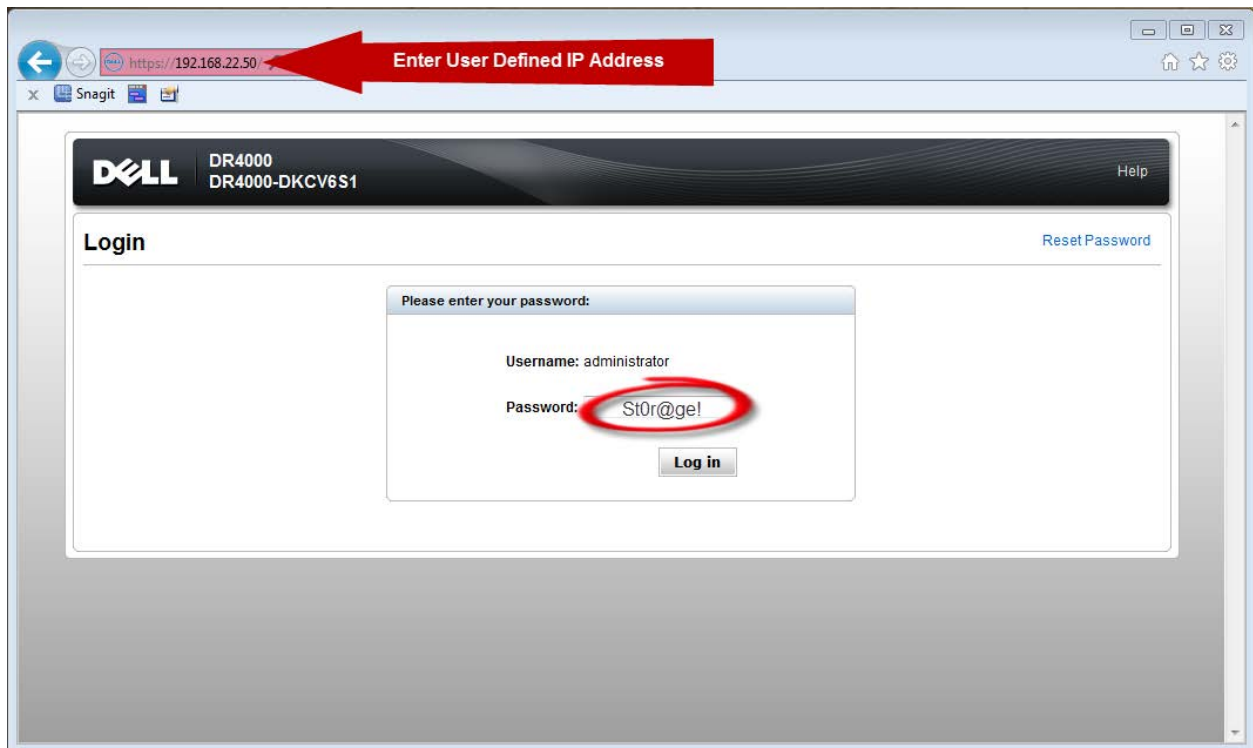 https://192.168.22.50/
Enter User Defined IP Address
x Snagit
DELL
DR4000
DR4000-DKCV6S1
Help
Login
Reset Password
Please enter your password:
Username: administrator
Password: St0r@ge!
Log in